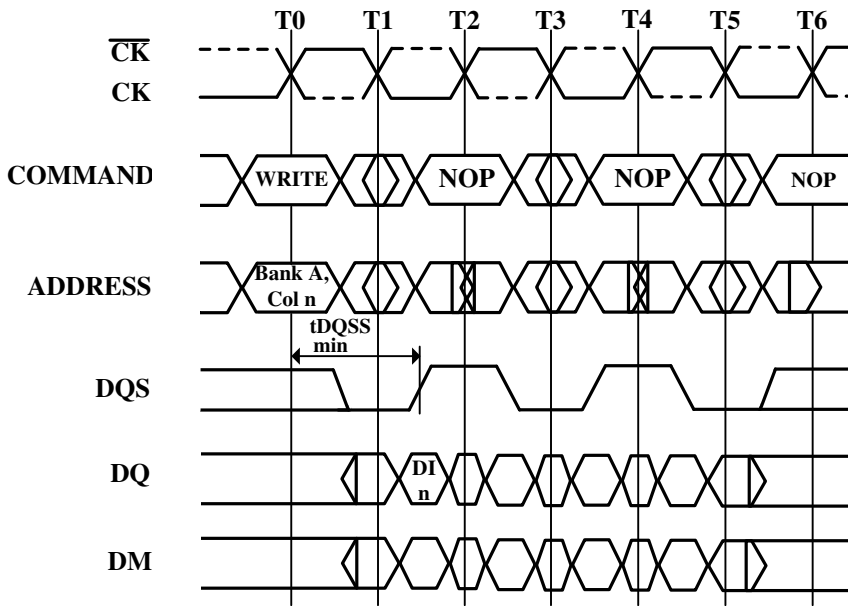 T0 T1 T2 T3 T4 T5 T6
CK
CK
COMMAND
WRITE NOP NOP NOP
ADDRESS
Bank A,
Col n
tDQSS
min
DQS
DQ
DI
n
DM